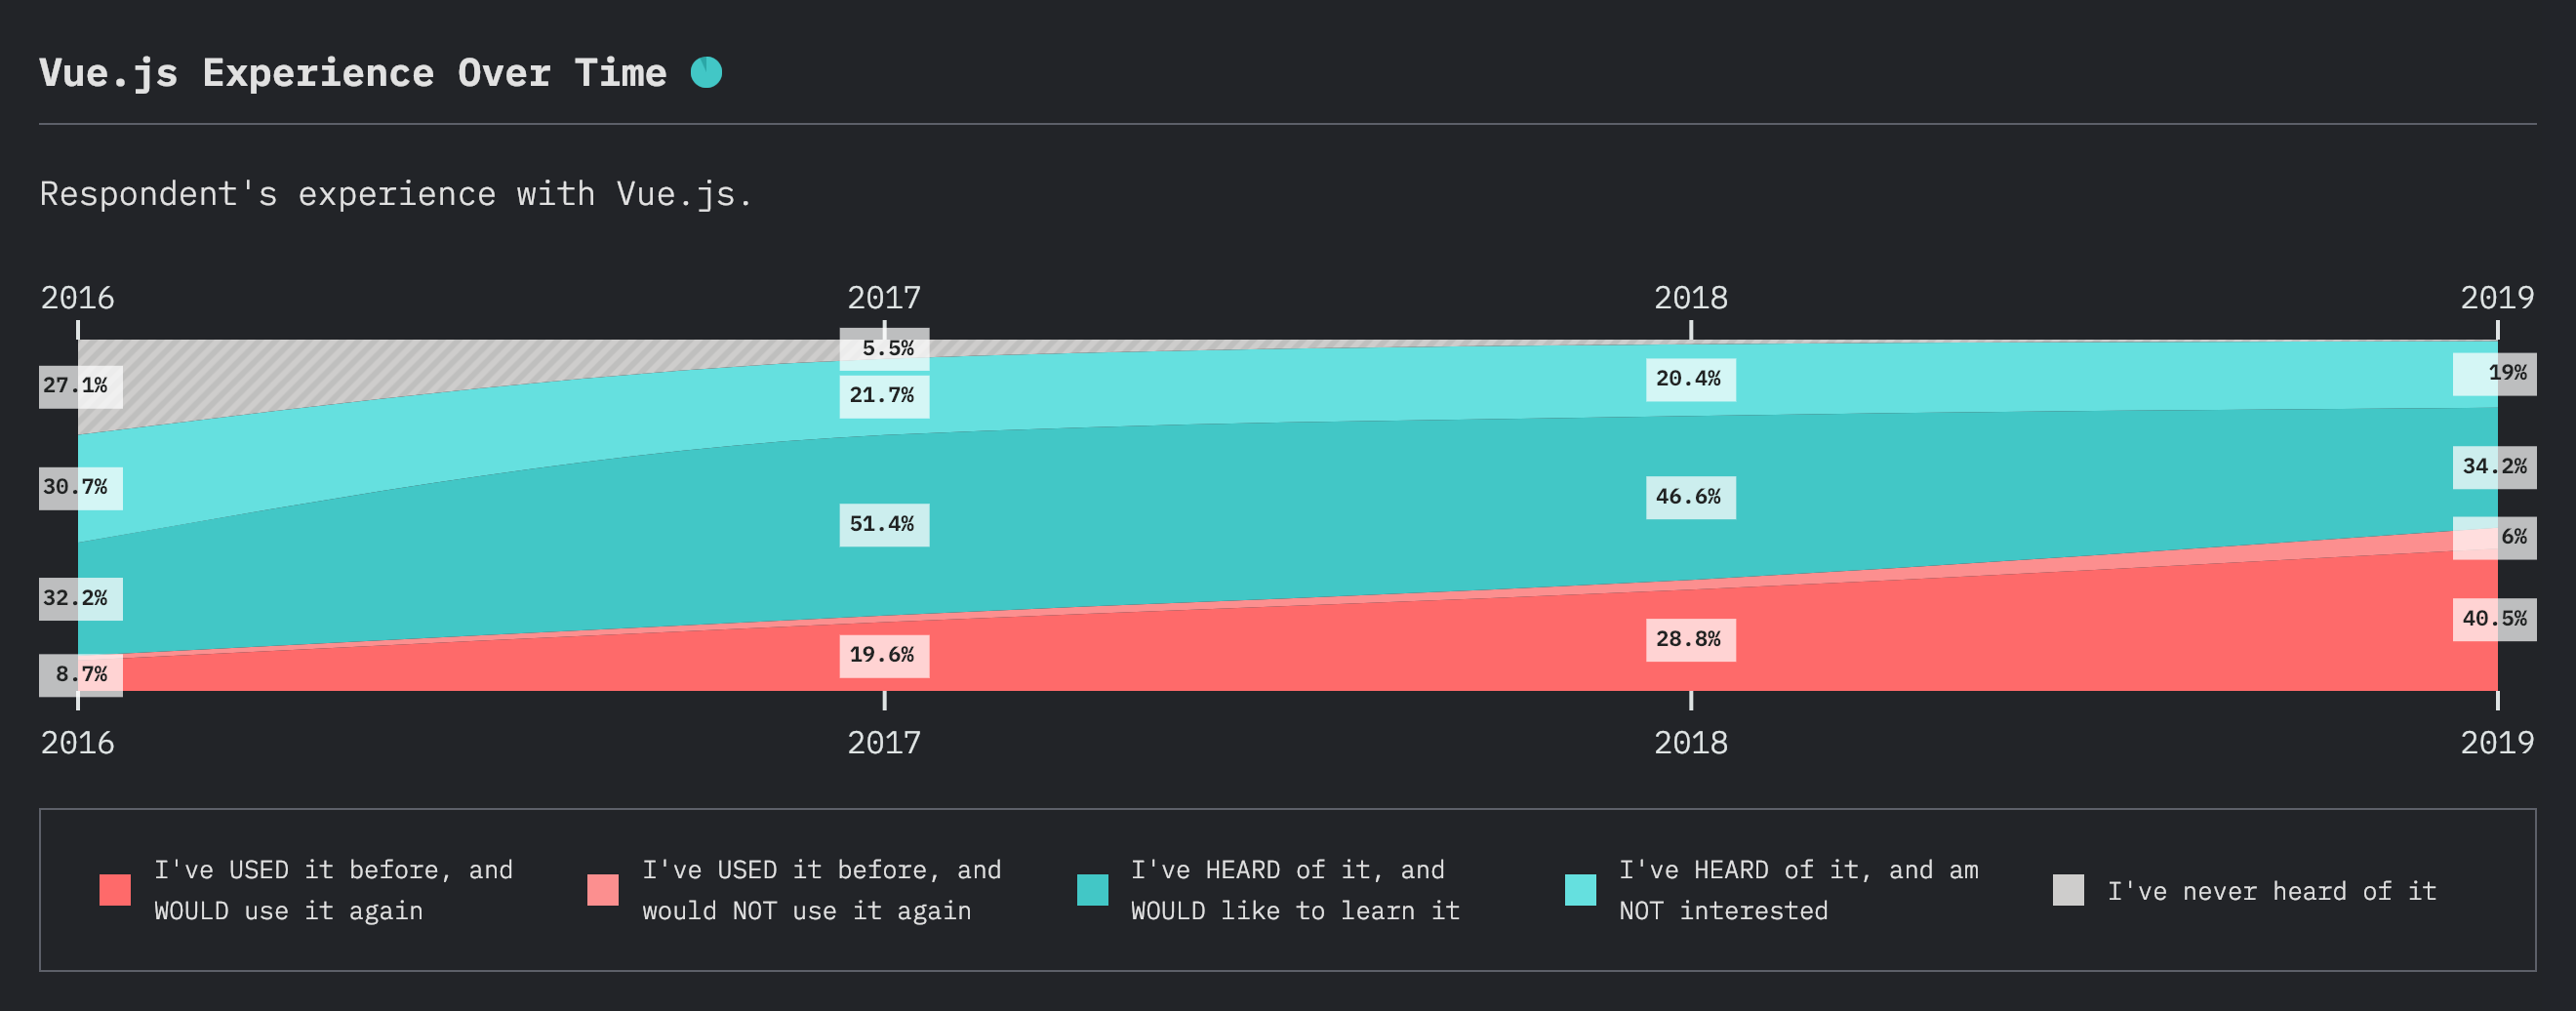 Vue.js Experience Over Time
Respondent's experience with Vue.js.
2016 2017 2018 2019
27.1% 5.5% 20.4% 19%
30.7% 21.7% 46.6% 34.2%
32.2% 51.4% 28.8% 6%
8.7% 19.6% 40.5%
2016 2017 2018 2019
I've USED it before, and
WOULD use it again
I've USED it before, and
would NOT use it again
I've HEARD of it, and
WOULD like to learn it
I've HEARD of it, and am
NOT interested
I've never heard of it